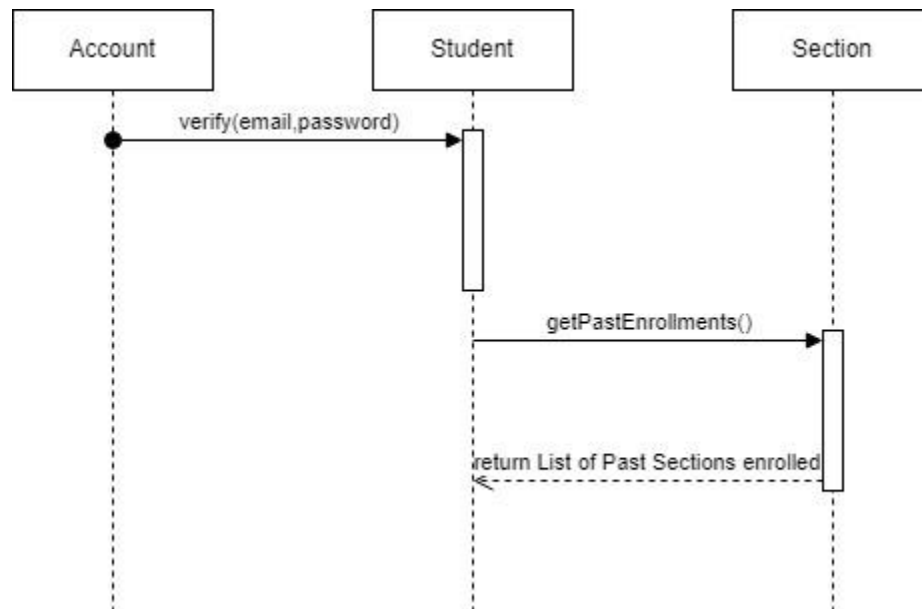 Account
Student
Section
verify(email,password)
getPastEnrollments()
return List of Past Sections enrolled